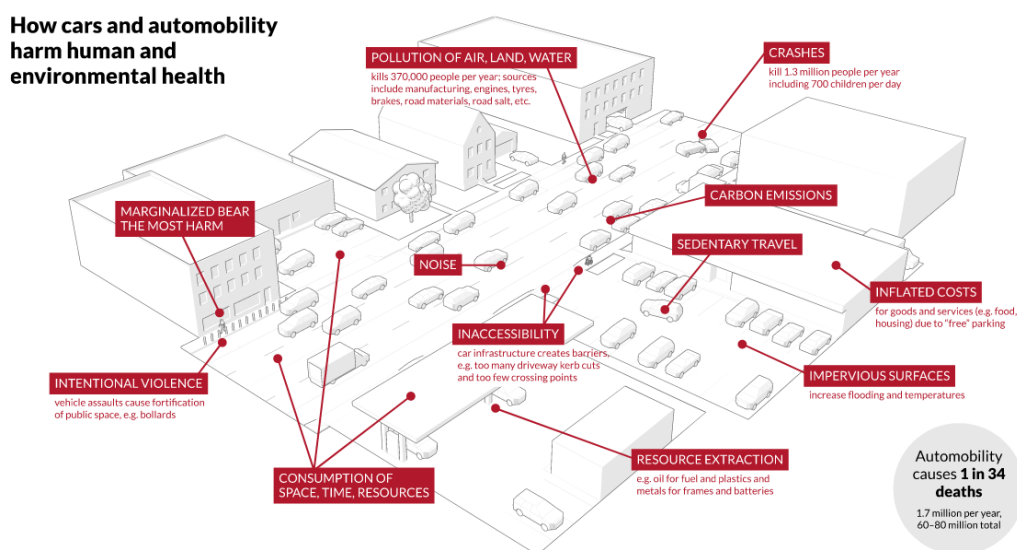 How cars and automobility
harm human and
environmental health
POLLUTION OF AIR, LAND, WATER
kills 370,000 people per year; sources
include manufacturing, engines, tyres,
brakes, road materials, road salt, etc.
CRASHES
kill 1.3 million people per year
including 700 children per day
MARGINALIZED BEAR
THE MOST HARM
CARBON EMISSIONS
NOISE
SEDENTARY TRAVEL
INFLATED COSTS
for goods and services (e.g. food,
housing) due to "free" parking
INACCESSIBILITY
car infrastructure creates barriers,
e.g. too many driveway kerb cuts
and too few crossing points
INTENTIONAL VIOLENCE
vehicle assaults cause fortification
of public space, e.g. bollards
IMPERVIOUS SURFACES
increase flooding and temperatures
CONSUMPTION OF
SPACE, TIME, RESOURCES
RESOURCE EXTRACTION
e.g. oil for fuel and plastics and
metals for frames and batteries
Automobility
causes 1 in 34
deaths
1.7 million per year,
60–80 million total